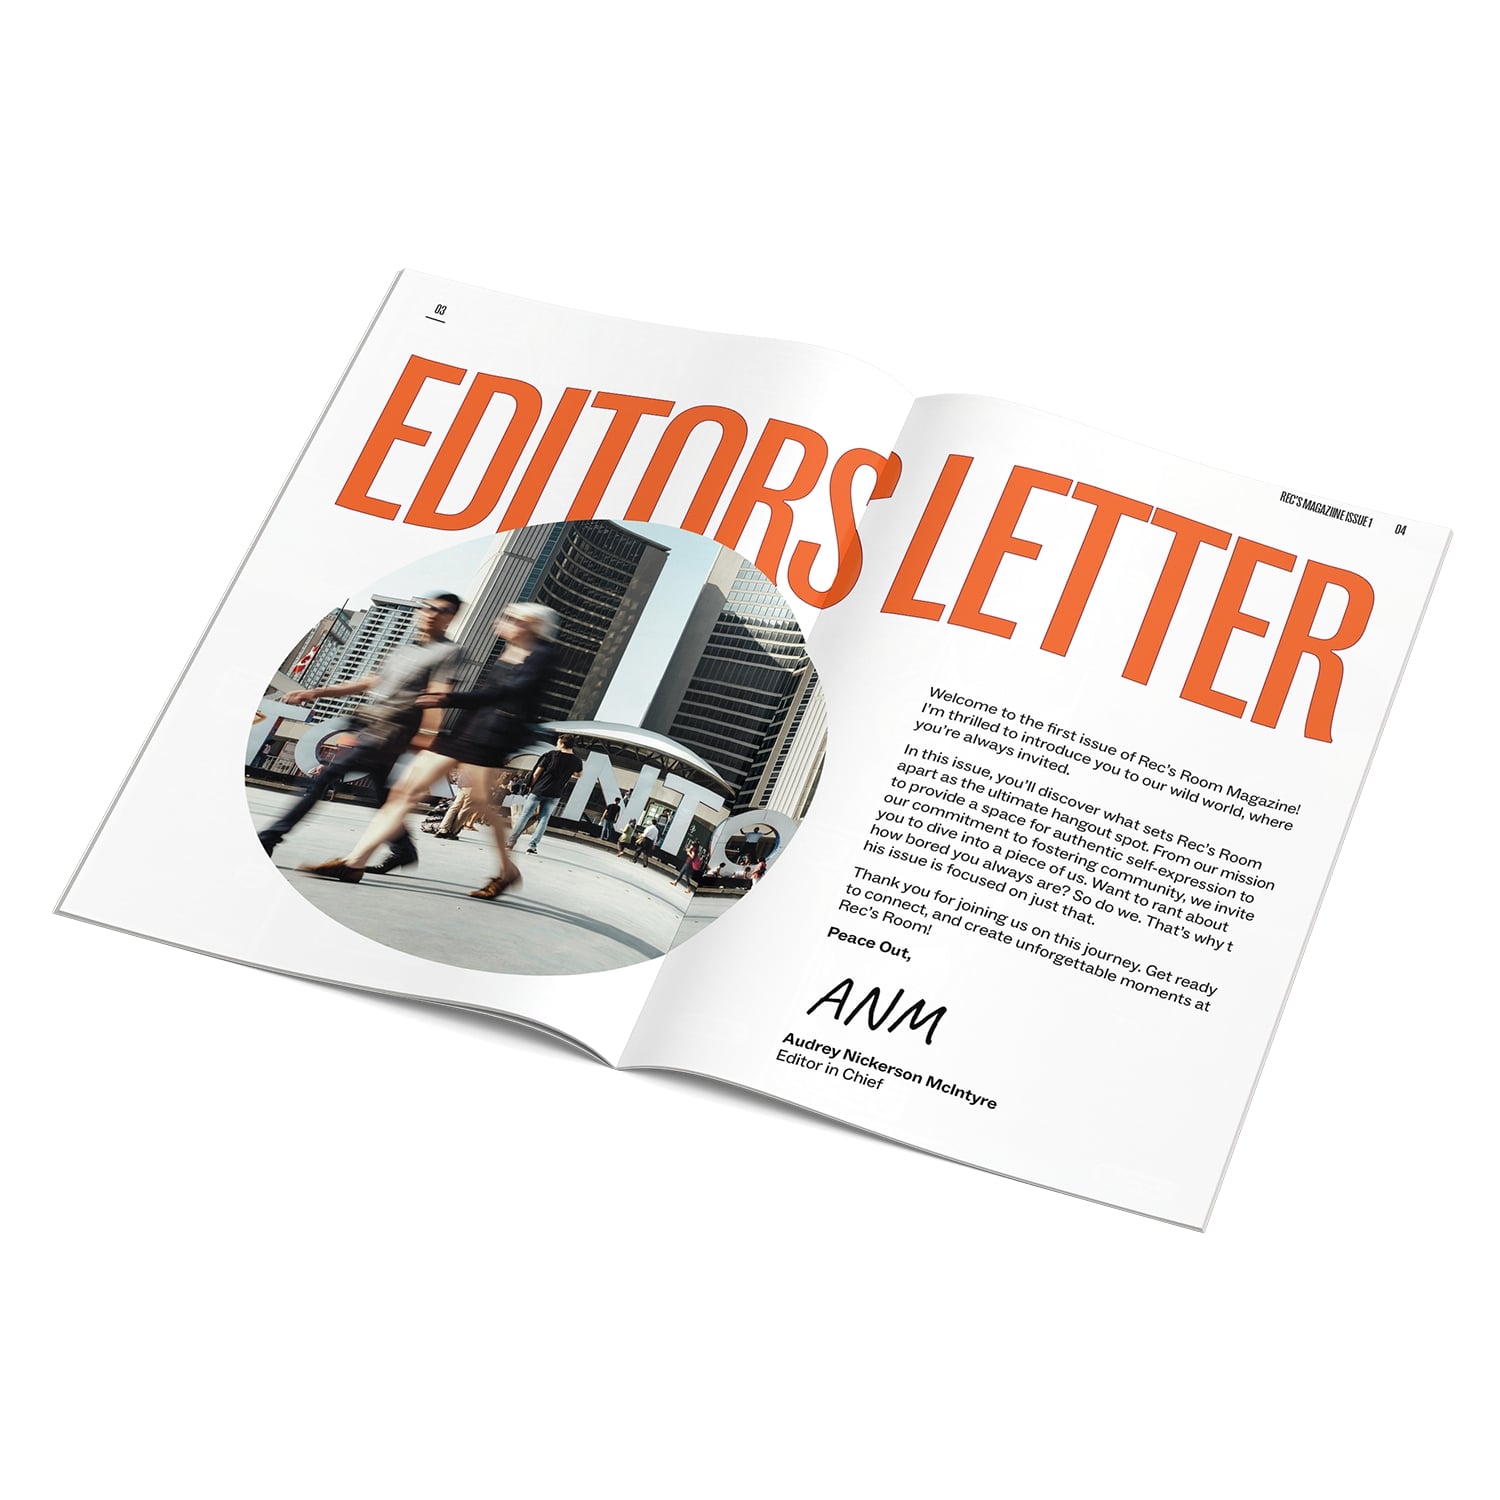 03
EDITORS LETTER
REC'S MAGAZIINE ISSUE 1 04
TO NTO
Welcome to the first issue of Rec's Room Magazine!
I'm thrilled to introduce you to our wild world, where
you're always invited.
In this issue, you'll discover what sets Rec's Room
apart as the ultimate hangout spot. From our mission
to provide a space for authentic self-expression to
our commitment to fostering community, we invite
you to dive into a piece of us. Want to rant about
how bored you always are? So do we. That's why t
his issue is focused on just that.
Thank you for joining us on this journey. Get ready
to connect, and create unforgettable moments at
Rec's Room!
Peace Out,
ANM
Audrey Nickerson McIntyre
Editor in Chief